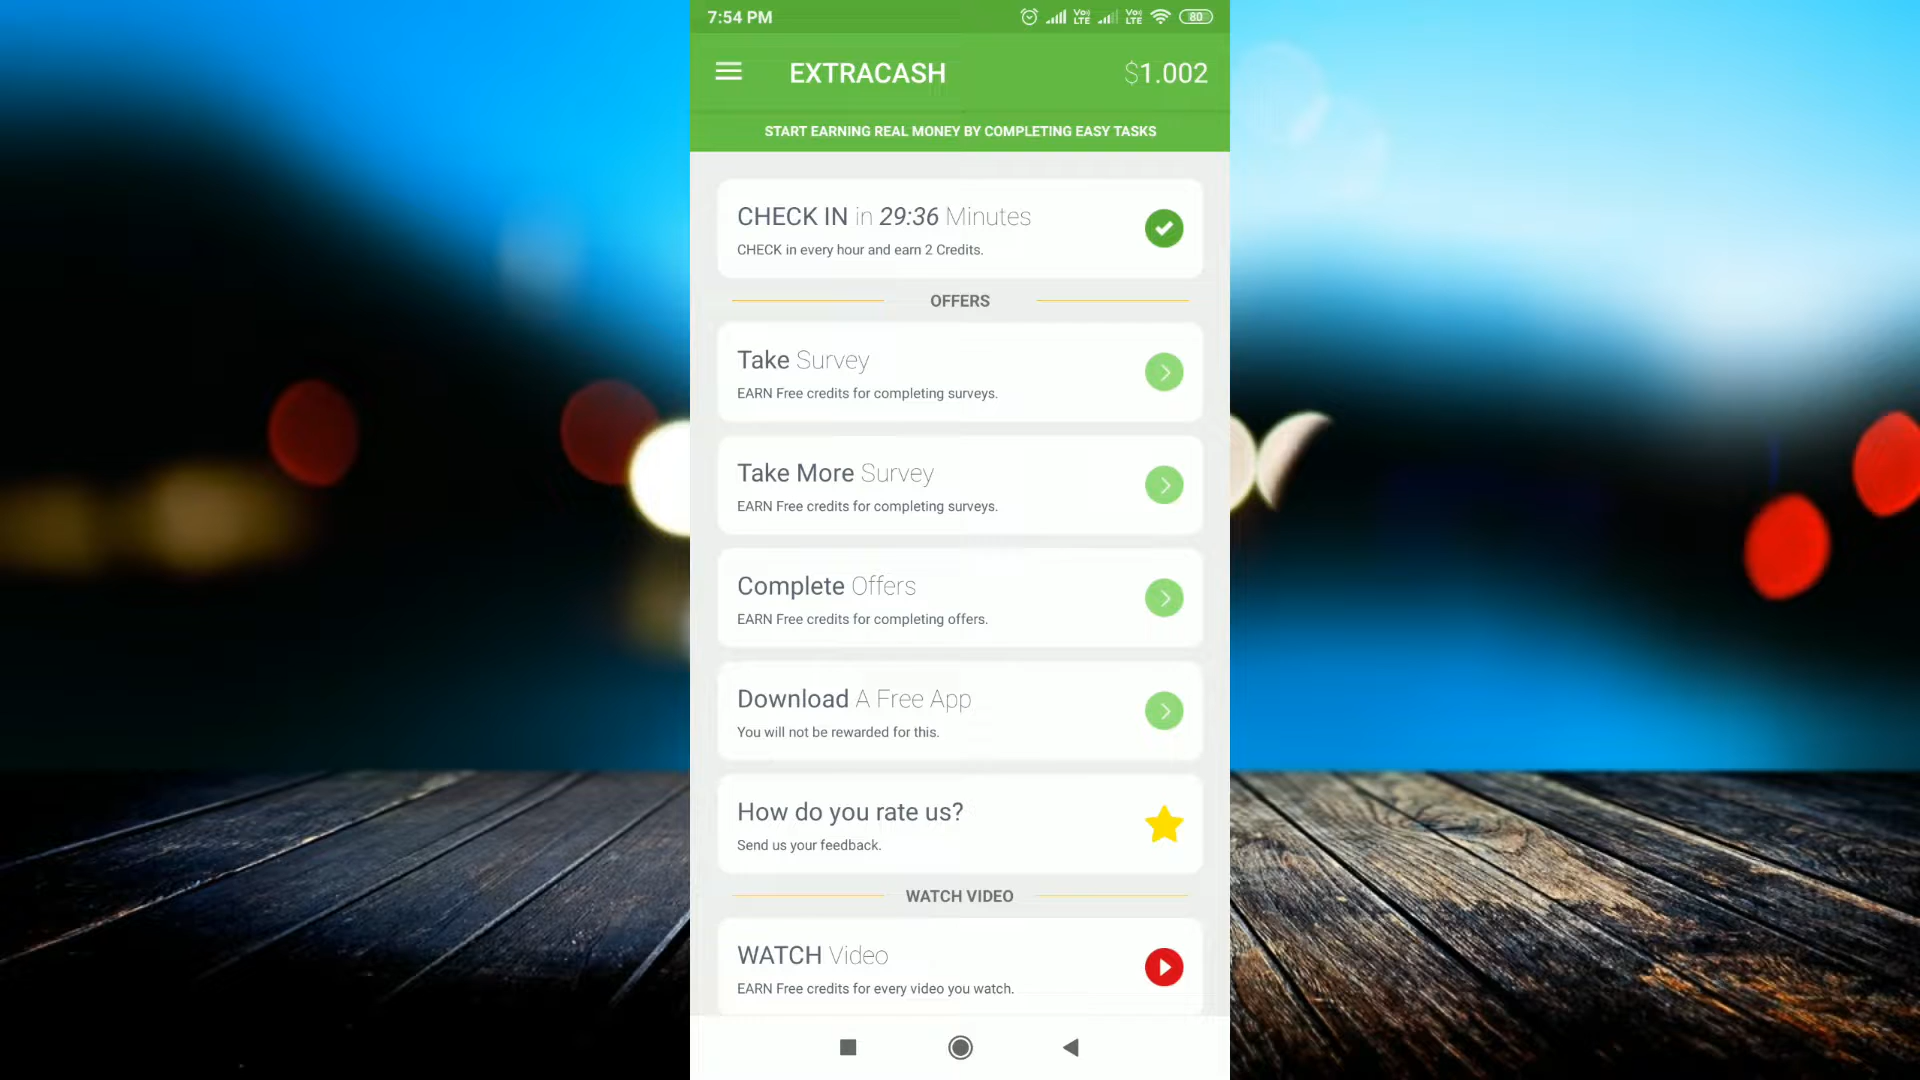 7:54 PM
Vo) LTE Vo) LTE 80
EXTRACASH
$1.002
START EARNING REAL MONEY BY COMPLETING EASY TASKS
CHECK IN in 29:36 Minutes
CHECK in every hour and earn 2 Credits.
OFFERS
Take Survey
EARN Free credits for completing surveys.
Take More Survey
EARN Free credits for completing surveys.
Complete Offers
EARN Free credits for completing offers.
Download A Free App
You will not be rewarded for this.
How do you rate us?
Send us your feedback.
WATCH VIDEO
WATCH Video
EARN Free credits for every video you watch.